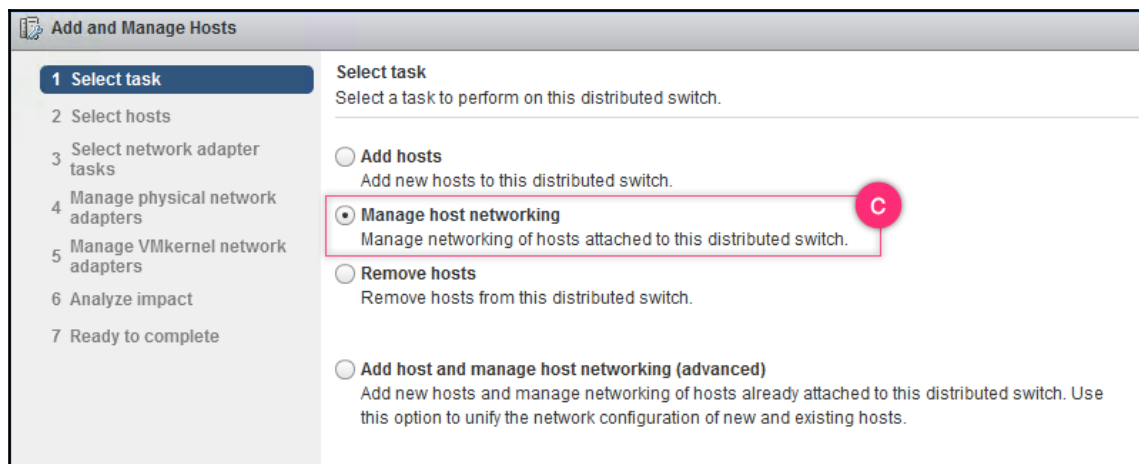 Add and Manage Hosts
1 Select task
2 Select hosts
3 Select network adapter
tasks
4 Manage physical network
adapters
5 Manage VMkernel network
adapters
6 Analyze impact
7 Ready to complete
Select task
Select a task to perform on this distributed switch.
Add hosts
Add new hosts to this distributed switch.
Manage host networking
C
Manage networking of hosts attached to this distributed switch.
Remove hosts
Remove hosts from this distributed switch.
Add host and manage host networking (advanced)
Add new hosts and manage networking of hosts already attached to this distributed switch. Use
this option to unify the network configuration of new and existing hosts.